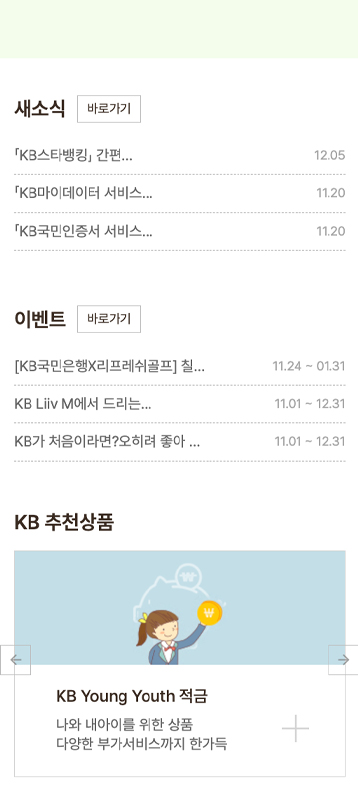 새소식 바로가기
「KB스타뱅킹」 간편... 12.05
「KB마이데이터 서비스... 11.20
「KB국민인증서 서비스... 11.20
이벤트 바로가기
[KB국민은행X리프레쉬골프] 칠... 11.24 ~ 01.31
KB Liiv M에서 드리는... 11.01 ~ 12.31
KB가 처음이라면?오히려 좋아 ... 11.01 ~ 12.31
KB 추천상품
₩
₩
KB Young Youth 적금
나와 내아이를 위한 상품
다양한 부가서비스까지 한가득